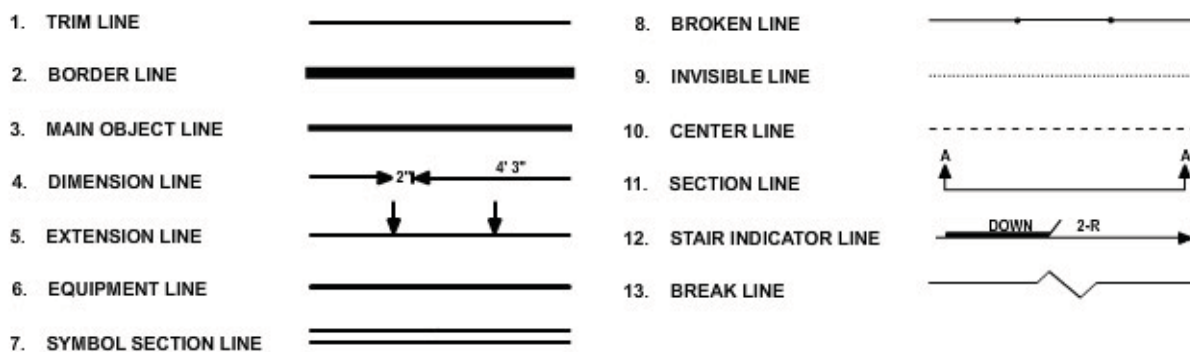 1. TRIM LINE
2. BORDER LINE
3. MAIN OBJECT LINE
4. DIMENSION LINE 2" 4' 3"
5. EXTENSION LINE
6. EQUIPMENT LINE
7. SYMBOL SECTION LINE
8. BROKEN LINE
9. INVISIBLE LINE
10. CENTER LINE
11. SECTION LINE A A
12. STAIR INDICATOR LINE DOWN 2-R
13. BREAK LINE